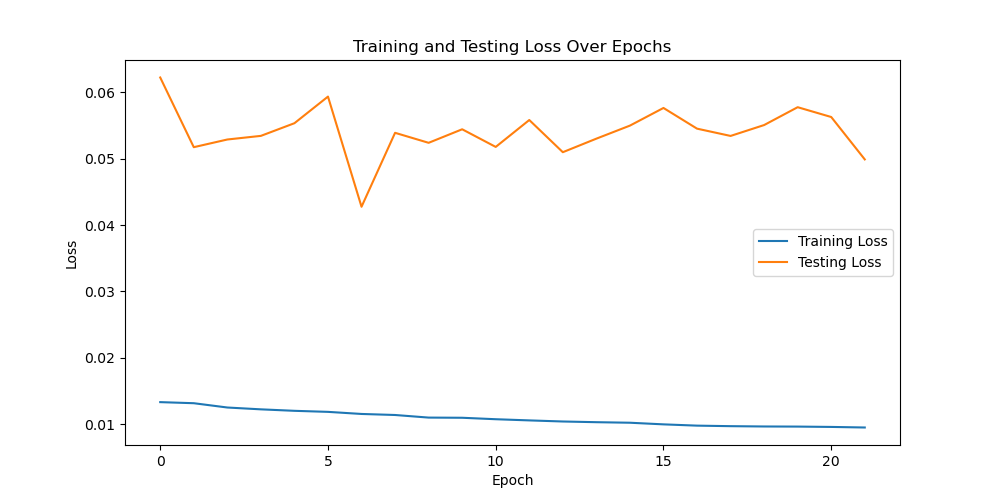 Training and Testing Loss Over Epochs
0.06
0.05
0.04
0.03
0.02
0.01
Loss
Training Loss
Testing Loss
0
5
10
15
20
Epoch